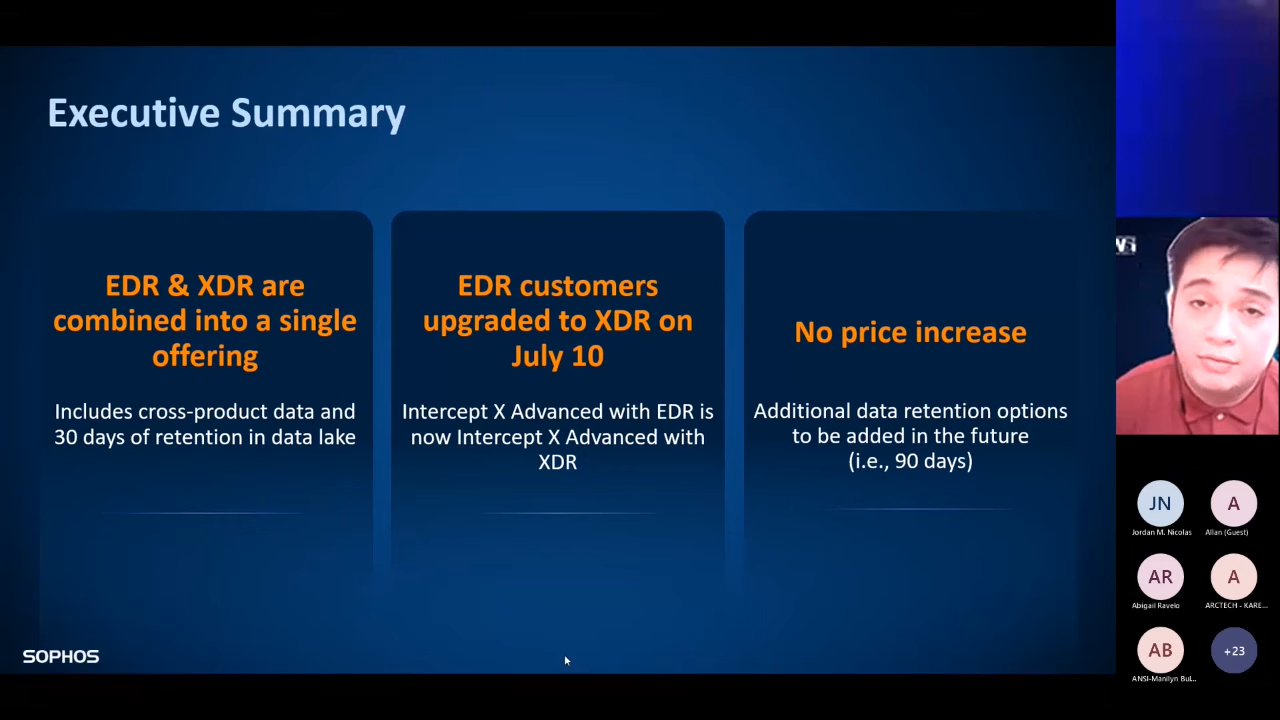 Executive Summary
EDR & XDR are
combined into a single
offering
Includes cross-product data and
30 days of retention in data lake
EDR customers
upgraded to XDR on
July 10
Intercept X Advanced with EDR is
now Intercept X Advanced with
XDR
No price increase
Additional data retention options
to be added in the future
(i.e., 90 days)
SOPHOS
JN
Jordan M. Nicolas
A
Allan (Guest)
AR
Abigail Ravelo
A
ARCTECH - KARE...
AB
ANSI-Manilyn Bul...
+23